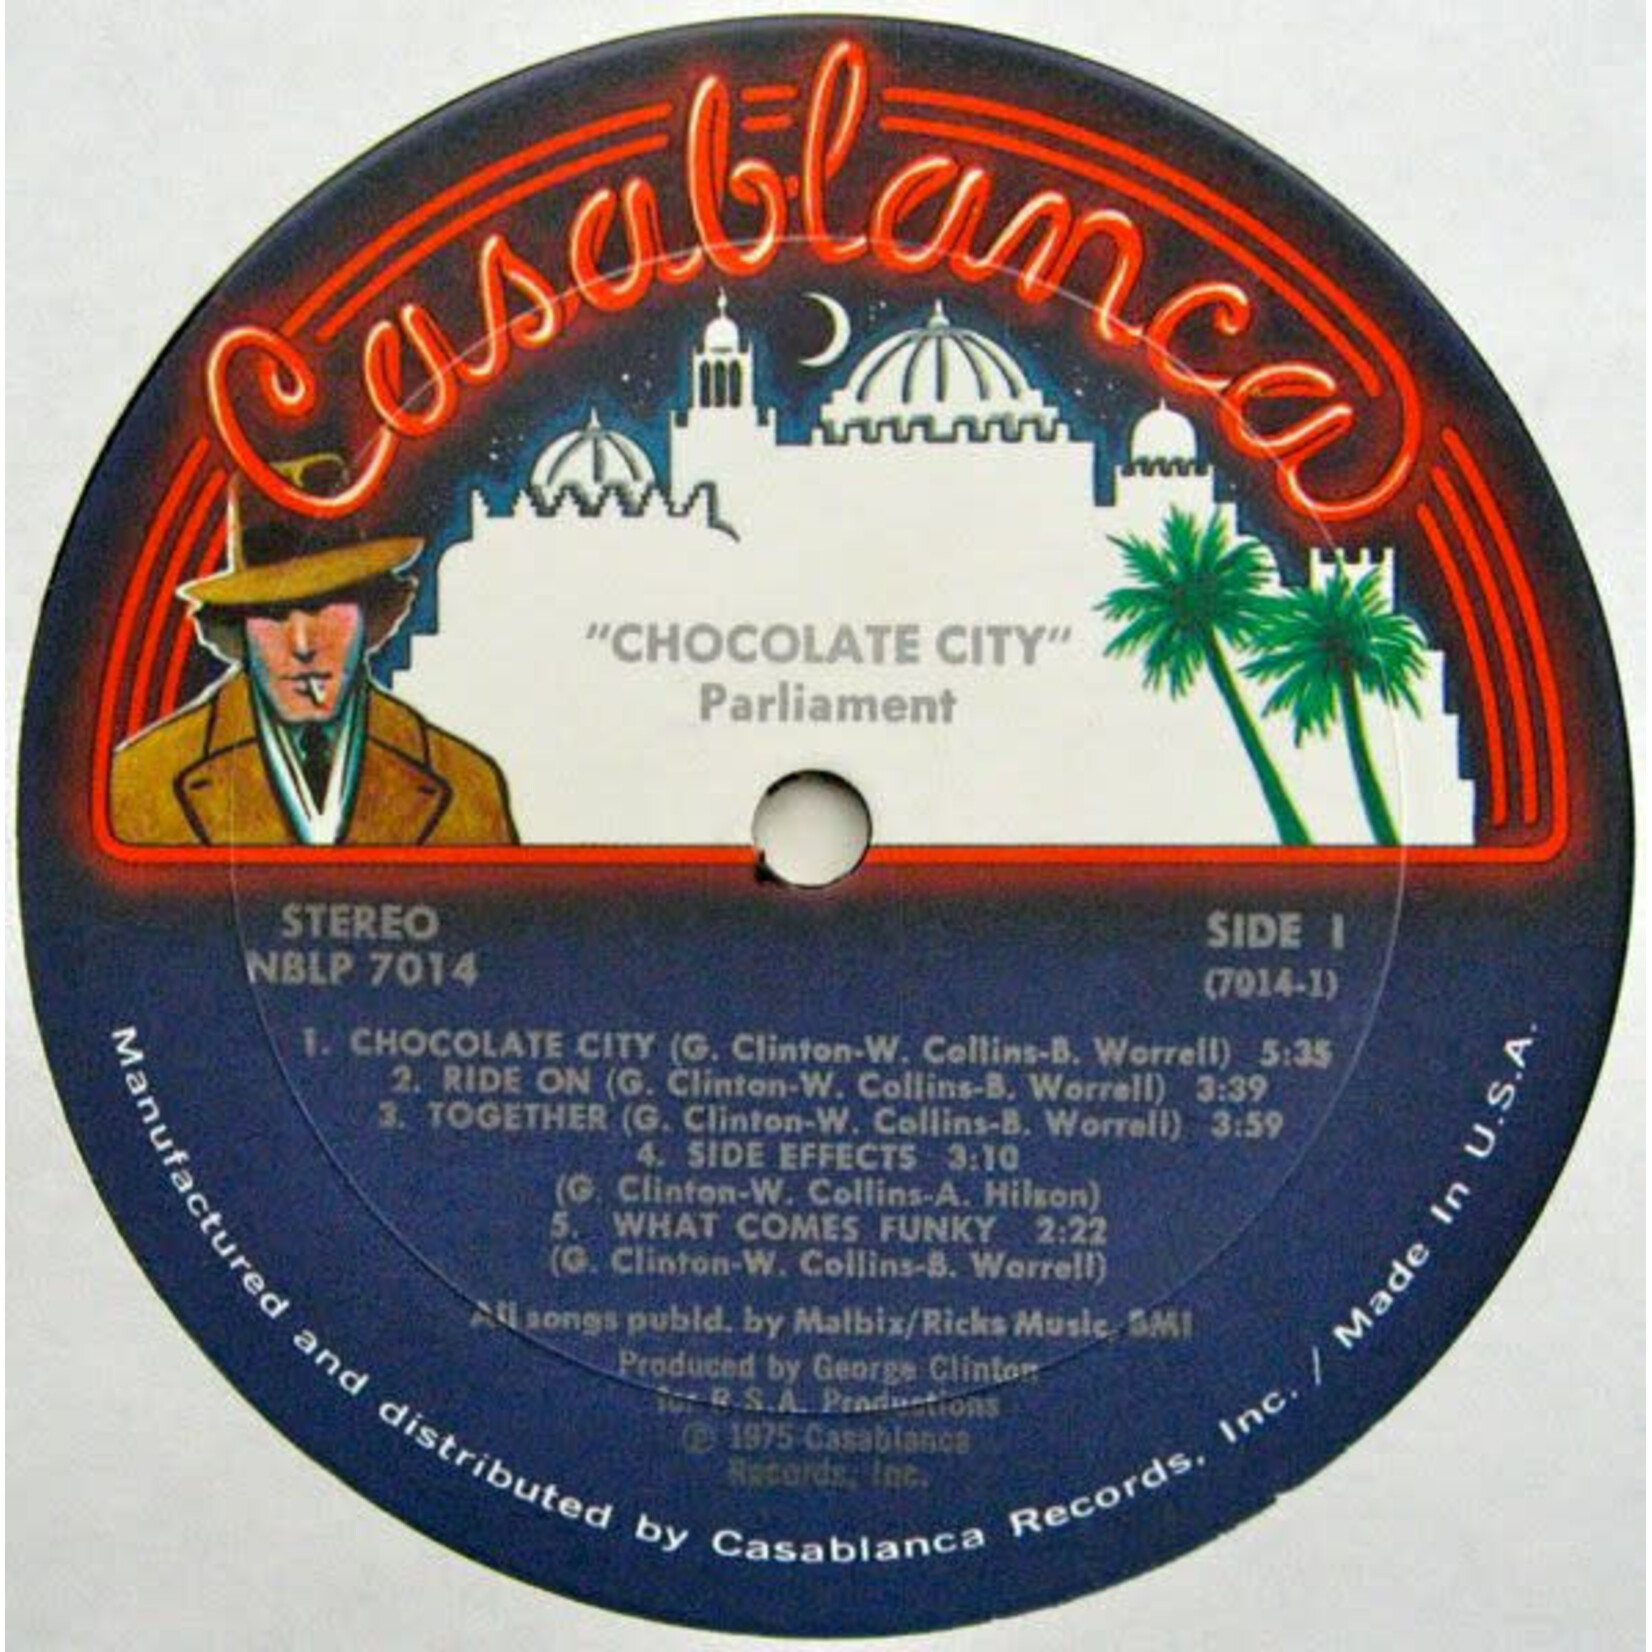 Casablanca
"CHOCOLATE CITY"
Parliament
STEREO
NBLP 7014
SIDE 1
(7014-1)
1. CHOCOLATE CITY (G. Clinton-W. Collins-B. Worrell) 5:35
2. RIDE ON (G. Clinton-W. Collins-B. Worrell) 3:39
3. TOGETHER (G. Clinton-W. Collins-B. Worrell) 3:59
4. SIDE EFFECTS 3:10
(G. Clinton-W. Collins-A. Hilson)
5. WHAT COMES FUNKY 2:22
(G. Clinton-W. Collins-B. Worrell)
All songs publd. by Malbiz/Ricks Music, BMI
Produced by George Clinton
for R.S.A. Productions
℗ 1975 Casablanca
Records, Inc.
Manufactured and distributed by Casablanca Records, Inc. / Made In U.S.A.